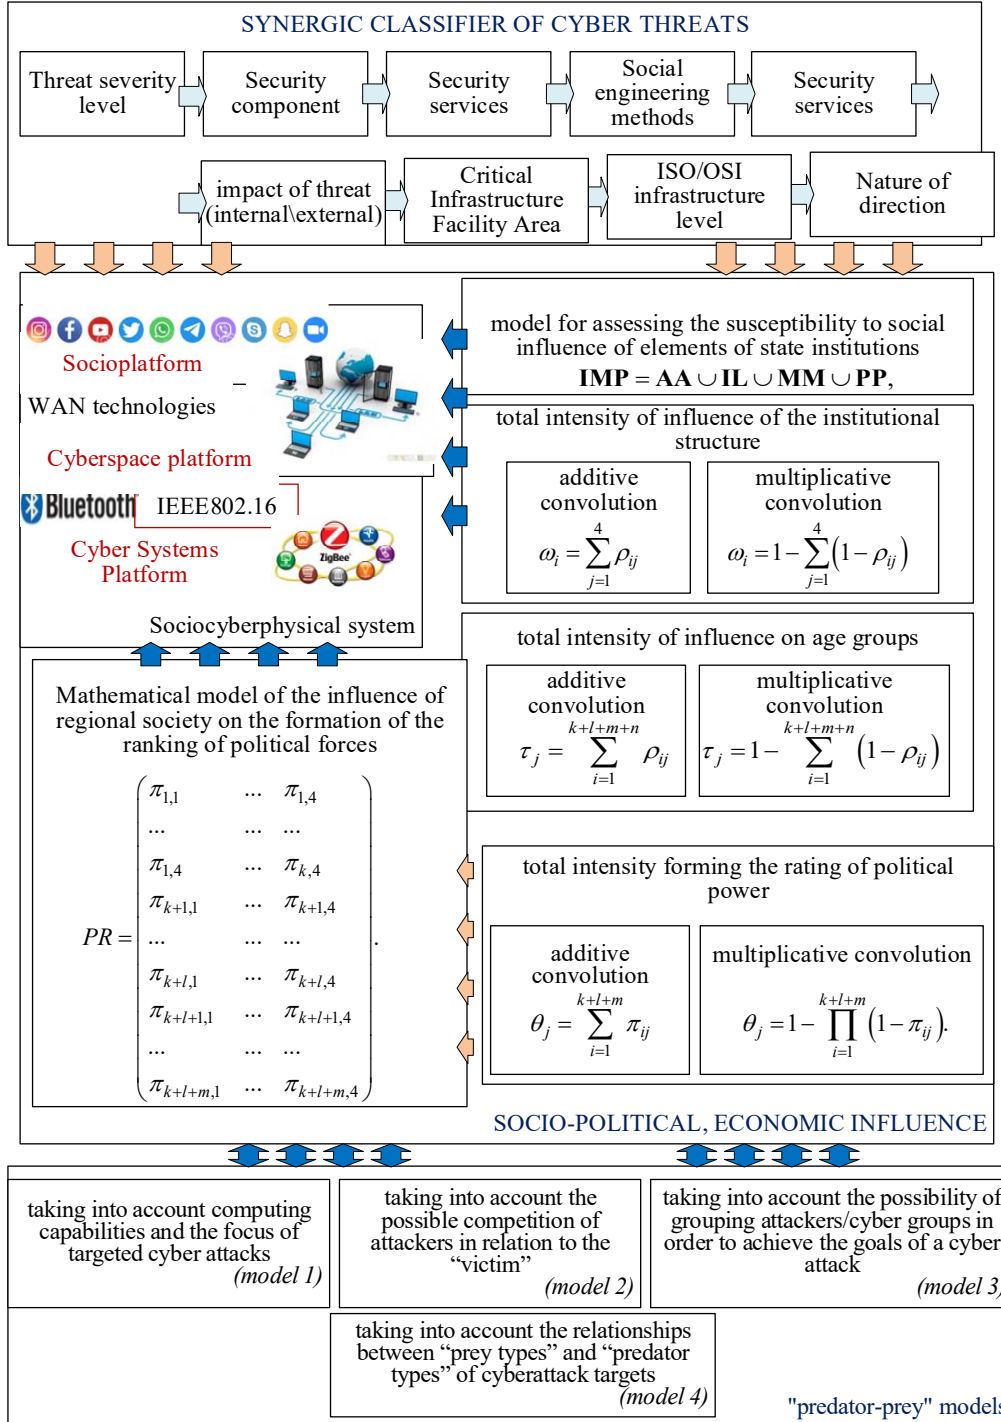 SYNERGIC CLASSIFIER OF CYBER THREATS
Threat severity
level
Security
component
Security
services
Social
engineering
methods
Security
services
impact of threat
(internal\external)
Critical
Infrastructure
Facility Area
ISO/OSI
infrastructure
level
Nature of
direction
Socioplatform
WAN technologies
Cyberspace platform
Bluetooth
IEEE802.16
Cyber Systems
Platform
ZigBee
Sociocyberphysical system
model for assessing the susceptibility to social
influence of elements of state institutions
IMP = AA ∪ IL ∪ MM ∪ PP,
total intensity of influence of the institutional
structure
additive
convolution
ω_i = ∑_{j=1}^{4} ρ_{ij}
multiplicative
convolution
ω_i = 1 − ∑_{j=1}^{4} (1 − ρ_{ij})
total intensity of influence on age groups
additive
convolution
τ_j = ∑_{i=1}^{k+l+m+n} ρ_{ij}
multiplicative
convolution
τ_j = 1 − ∑_{i=1}^{k+l+m+n} (1 − ρ_{ij})
Mathematical model of the influence of
regional society on the formation of the
ranking of political forces
π_{1,1} ... π_{1,4}
... ... ...
π_{1,4} ... π_{k,4}
π_{k+1,1} ... π_{k+1,4}
PR = ... ... ... .
π_{k+l,1} ... π_{k+l,4}
π_{k+l+1,1} ... π_{k+l+1,4}
... ... ...
π_{k+l+m,1} ... π_{k+l+m,4}
total intensity forming the rating of political
power
additive
convolution
θ_j = ∑_{i=1}^{k+l+m} π_{ij}
multiplicative convolution
θ_j = 1 − ∏_{i=1}^{k+l+m} (1 − π_{ij}).
SOCIO-POLITICAL, ECONOMIC INFLUENCE
taking into account computing
capabilities and the focus of
targeted cyber attacks
(model 1)
taking into account the
possible competition of
attackers in relation to the
“victim”
(model 2)
taking into account the possibility of
grouping attackers/cyber groups in
order to achieve the goals of a cyber
attack
(model 3)
taking into account the relationships
between “prey types” and “predator
types” of cyberattack targets
(model 4)
"predator-prey" models